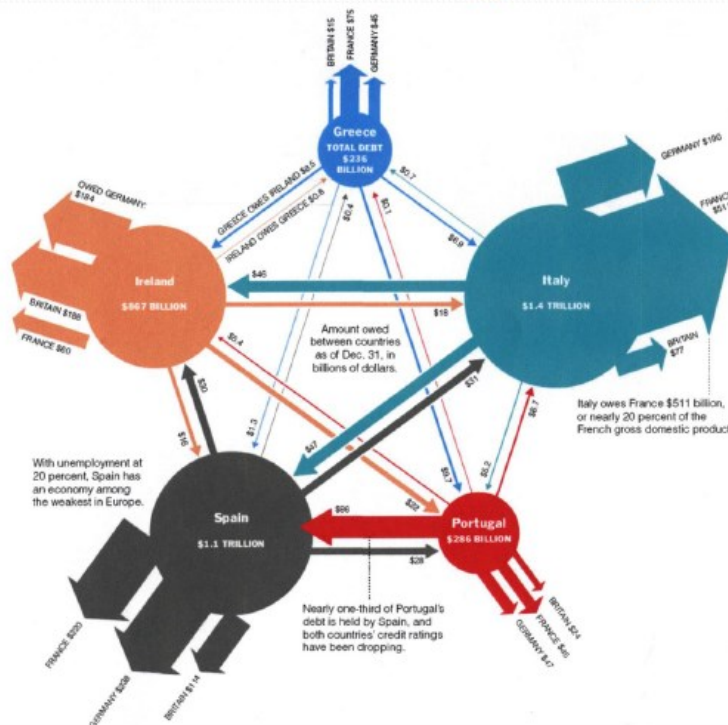 BRITAIN $15
FRANCE $75
GERMANY $45
Greece
TOTAL DEBT
$236
BILLION
GREECE OWES IRELAND $8.5
IRELAND OWES GREECE $0.8
$0.4
$0.1
$0.7
$6.9
OWED GERMANY
$184
BRITAIN $188
FRANCE $60
Ireland
$867 BILLION
$46
$18
Italy
$1.4 TRILLION
GERMANY $190
FRANCE
$511
BRITAIN
$77
Amount owed
between countries
as of Dec. 31, in
billions of dollars.
Italy owes France $511 billion,
or nearly 20 percent of the
French gross domestic product
$5.4
$30
$16
$1.3
$47
$31
$22
$9.7
$5.2
$6.7
With unemployment at
20 percent, Spain has
an economy among
the weakest in Europe.
Spain
$1.1 TRILLION
$86
$28
Portugal
$286 BILLION
Nearly one-third of Portugal's
debt is held by Spain, and
both countries' credit ratings
have been dropping.
FRANCE $220
GERMANY $238
BRITAIN $114
BRITAIN $24
FRANCE $45
GERMANY $47